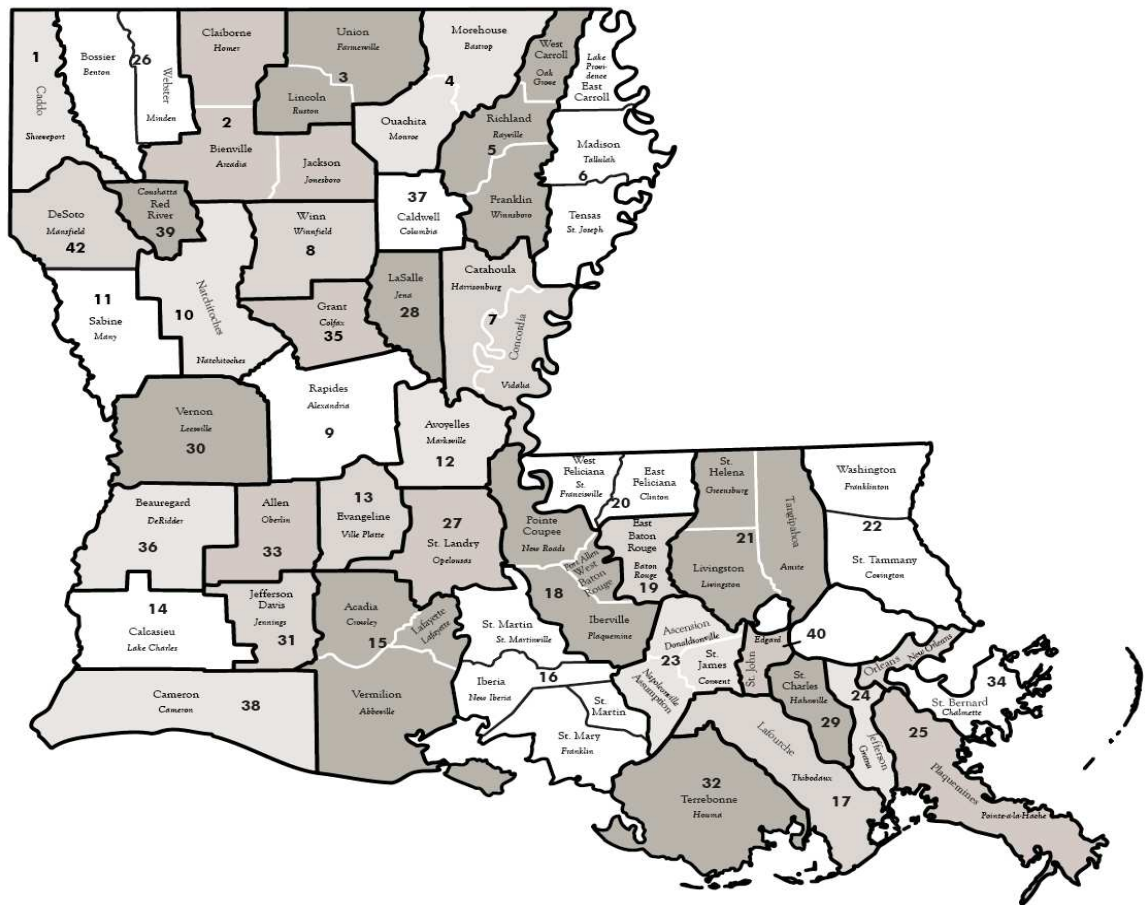 1
Caddo
Shreveport
Bossier
Benton
26
Webster
Minden
Claiborne
Homer
2
Bienville
Arcadia
Jackson
Jonesboro
Union
Farmerville
3
Lincoln
Ruston
Morehouse
Bastrop
4
Ouachita
Monroe
West
Carroll
Oak
Grove
Richland
Rayville
5
Franklin
Winnsboro
Lake
Provi-
dence
East
Carroll
Madison
Tallulah
6
Tensas
St. Joseph
DeSoto
Mansfield
42
Coushatta
Red
River
39
Winn
Winnfield
8
37
Caldwell
Columbia
11
Sabine
Many
10
Natchitoches
Natchitoches
Grant
Colfax
35
LaSalle
Jena
28
Catahoula
Harrisonburg
7
Concordia
Vidalia
Vernon
Leesville
30
Rapides
Alexandria
9
Avoyelles
Marksville
12
Beauregard
DeRidder
36
Allen
Oberlin
33
13
Evangeline
Ville Platte
27
St. Landry
Opelousas
Pointe
Coupee
New Roads
Port Allen
West
Baton
Rouge
18
Iberville
Plaquemine
West
Feliciana
St.
Francisville
East
Feliciana
Clinton
20
East
Baton
Rouge
Baton
Rouge
19
St.
Helena
Greensburg
21
Livingston
Livingston
Tangipahoa
Amite
Washington
Franklinton
22
St. Tammany
Covington
14
Calcasieu
Lake Charles
Jefferson
Davis
Jennings
31
Acadia
Crowley
15
Lafayette
Lafayette
Vermilion
Abbeville
Cameron
Cameron
38
St. Martin
St. Martinville
Iberia
New Iberia
16
St.
Martin
St. Mary
Franklin
Ascension
Donaldsonville
23
St.
James
Convent
Napoleonville
Assumption
Edgard
St. John
40
St.
Charles
Hahnville
29
Orleans
New Orleans
24
Jefferson
Gretna
34
St. Bernard
Chalmette
25
Plaquemines
Pointe-a-la-Hache
Lafourche
Thibodaux
17
32
Terrebonne
Houma